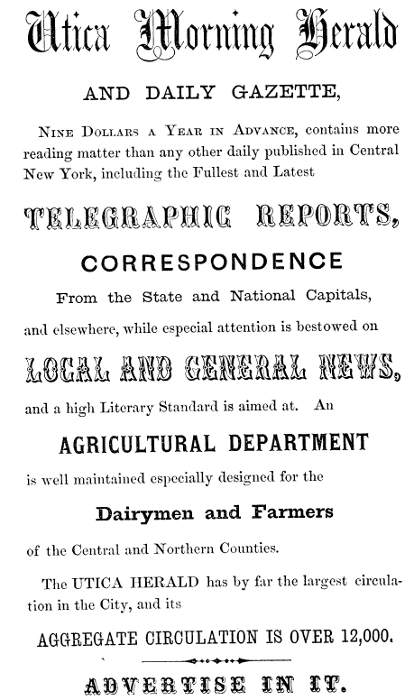 Utica Morning Herald
AND DAILY GAZETTE,
NINE DOLLARS A YEAR IN ADVANCE, contains more
reading matter than any other daily published in Central
New York, including the Fullest and Latest
TELEGRAPHIC REPORTS,
CORRESPONDENCE
From the State and National Capitals,
and elsewhere, while especial attention is bestowed on
LOCAL AND GENERAL NEWS,
and a high Literary Standard is aimed at. An
AGRICULTURAL DEPARTMENT
is well maintained especially designed for the
Dairymen and Farmers
of the Central and Northern Counties.
The UTICA HERALD has by far the largest circula-
tion in the City, and its
AGGREGATE CIRCULATION IS OVER 12,000.
ADVERTISE IN IT.